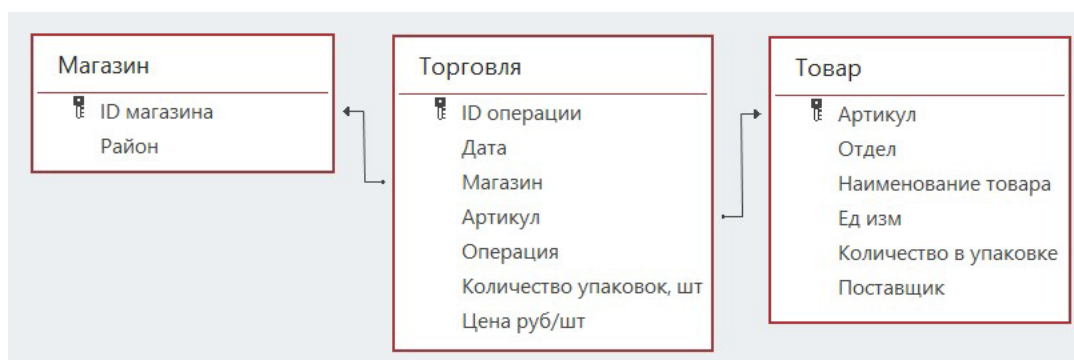 Магазин
ID магазина
Район
Торговля
ID операции
Дата
Магазин
Артикул
Операция
Количество упаковок, шт
Цена руб/шт
Товар
Артикул
Отдел
Наименование товара
Ед изм
Количество в упаковке
Поставщик